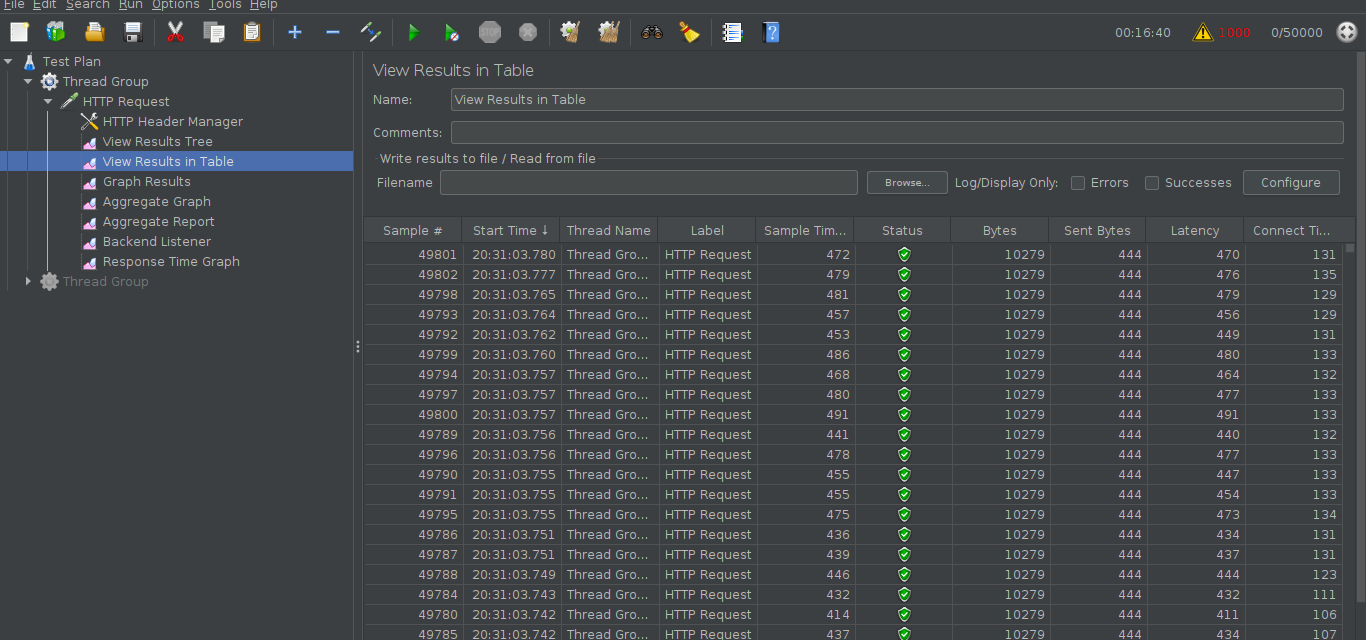 File Edit Search Run Options Tools Help
STOP
?
00:16:40 1000 0/50000
Test Plan
Thread Group
HTTP Request
HTTP Header Manager
View Results Tree
View Results in Table
Graph Results
Aggregate Graph
Aggregate Report
Backend Listener
Response Time Graph
Thread Group
View Results in Table
Name: View Results in Table
Comments:
Write results to file / Read from file
Filename Browse... Log/Display Only: Errors Successes Configure
Sample # Start Time ↓ Thread Name Label Sample Tim... Status Bytes Sent Bytes Latency Connect Ti...
49801 20:31:03.780 Thread Gro... HTTP Request 472 10279 444 470 131
49802 20:31:03.777 Thread Gro... HTTP Request 479 10279 444 476 135
49798 20:31:03.765 Thread Gro... HTTP Request 481 10279 444 479 129
49793 20:31:03.764 Thread Gro... HTTP Request 457 10279 444 456 129
49792 20:31:03.762 Thread Gro... HTTP Request 453 10279 444 449 131
49799 20:31:03.760 Thread Gro... HTTP Request 486 10279 444 480 133
49794 20:31:03.757 Thread Gro... HTTP Request 468 10279 444 464 132
49797 20:31:03.757 Thread Gro... HTTP Request 480 10279 444 477 133
49800 20:31:03.757 Thread Gro... HTTP Request 491 10279 444 491 133
49789 20:31:03.756 Thread Gro... HTTP Request 441 10279 444 440 132
49796 20:31:03.756 Thread Gro... HTTP Request 478 10279 444 477 133
49790 20:31:03.755 Thread Gro... HTTP Request 455 10279 444 447 133
49791 20:31:03.755 Thread Gro... HTTP Request 455 10279 444 454 133
49795 20:31:03.755 Thread Gro... HTTP Request 475 10279 444 473 134
49786 20:31:03.751 Thread Gro... HTTP Request 436 10279 444 434 131
49787 20:31:03.751 Thread Gro... HTTP Request 439 10279 444 437 131
49788 20:31:03.749 Thread Gro... HTTP Request 446 10279 444 444 123
49784 20:31:03.743 Thread Gro... HTTP Request 432 10279 444 432 111
49780 20:31:03.742 Thread Gro... HTTP Request 414 10279 444 411 106
49785 20:31:03.742 Thread Gro... HTTP Request 437 10279 444 434 107